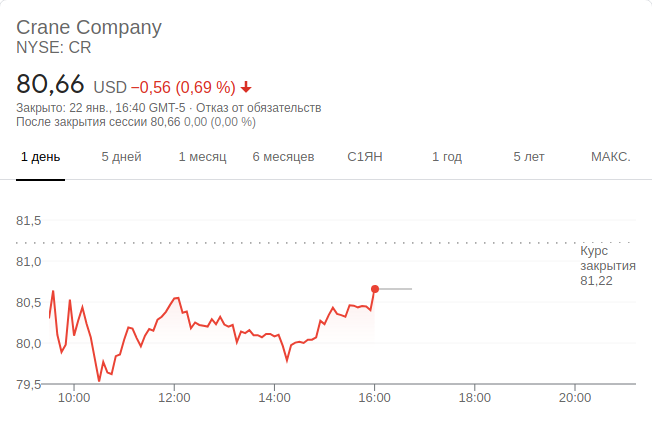 Crane Company
NYSE: CR
80,66 USD −0,56 (0,69 %)
Закрыто: 22 янв., 16:40 GMT-5 · Отказ от обязательств
После закрытия сессии 80,66 0,00 (0,00 %)
1 день 5 дней 1 месяц 6 месяцев С1ЯН 1 год 5 лет МАКС.
81,5
81,0
80,5
80,0
79,5
Курс
закрытия
81,22
10:00 12:00 14:00 16:00 18:00 20:00